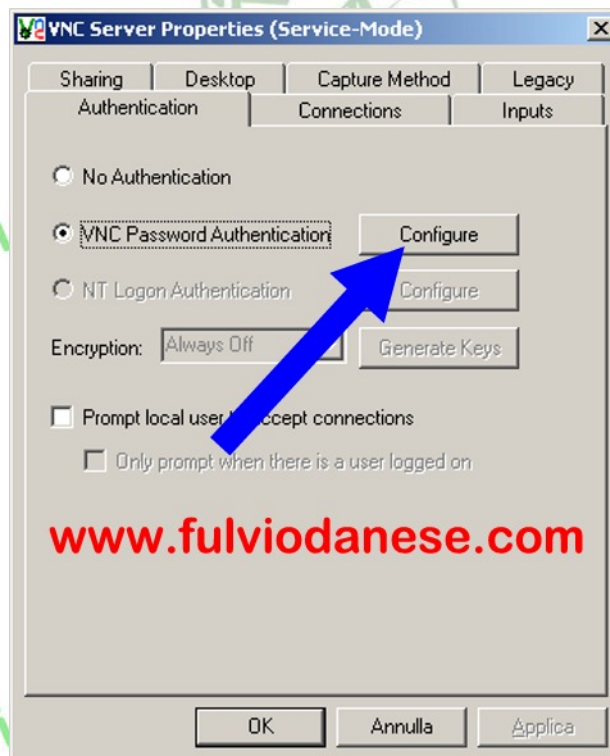 VNC Server Properties (Service-Mode)
Sharing Desktop Capture Method Legacy
Authentication Connections Inputs
No Authentication
VNC Password Authentication Configure
NT Logon Authentication Configure
Encryption: Always Off Generate Keys
Prompt local user to accept connections
Only prompt when there is a user logged on
www.fulviodanese.com
OK Annulla Applica